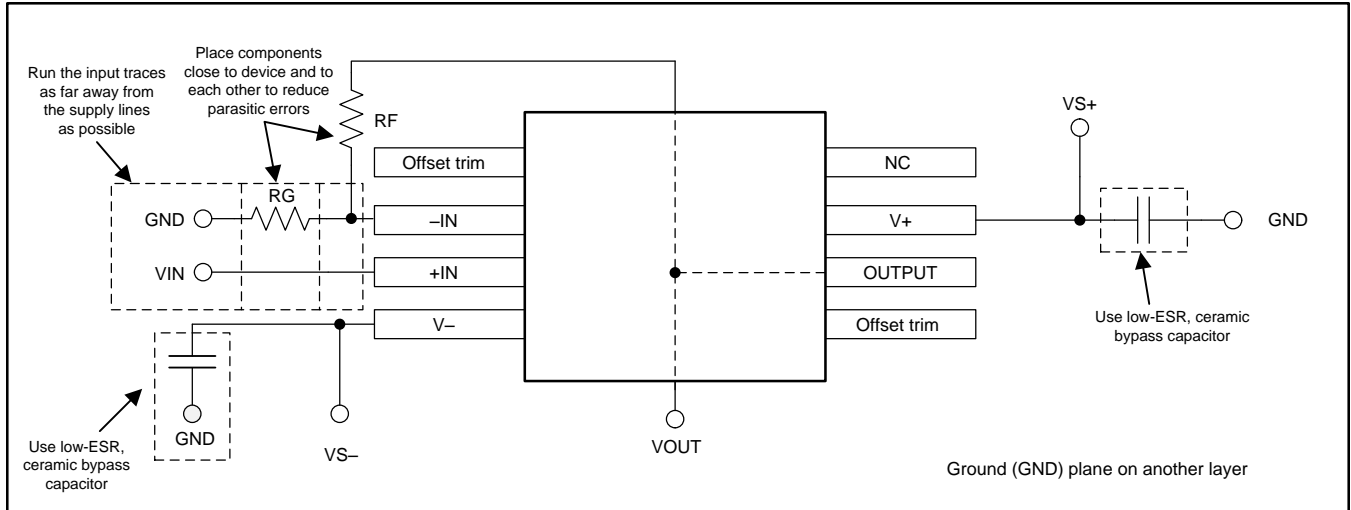 Run the input traces
as far away from
the supply lines
as possible
Place components
close to device and to
each other to reduce
parasitic errors
RF
VS+
Offset trim
NC
RG
GND
–IN
V+
GND
VIN
+IN
OUTPUT
V–
Offset trim
Use low-ESR, ceramic
bypass capacitor
GND
Use low-ESR,
ceramic bypass
capacitor
VS–
VOUT
Ground (GND) plane on another layer